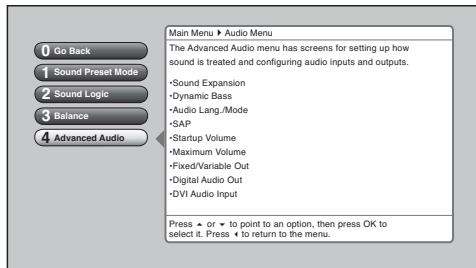 Main Menu ▶ Audio Menu
0 Go Back
1 Sound Preset Mode
2 Sound Logic
3 Balance
4 Advanced Audio
The Advanced Audio menu has screens for setting up how
sound is treated and configuring audio inputs and outputs.
•Sound Expansion
•Dynamic Bass
•Audio Lang./Mode
•SAP
•Startup Volume
•Maximum Volume
•Fixed/Variable Out
•Digital Audio Out
•DVI Audio Input
Press ▲ or ▼ to point to an option, then press OK to
select it. Press ◀ to return to the menu.